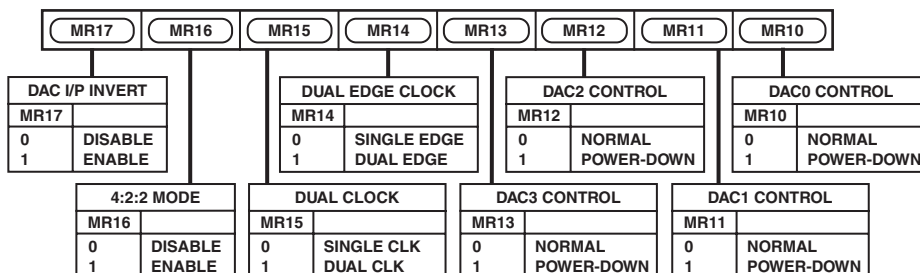 MR17 MR16 MR15 MR14 MR13 MR12 MR11 MR10
DAC I/P INVERT
MR17
0 DISABLE
1 ENABLE
DUAL EDGE CLOCK
MR14
0 SINGLE EDGE
1 DUAL EDGE
DAC2 CONTROL
MR12
0 NORMAL
1 POWER-DOWN
DAC0 CONTROL
MR10
0 NORMAL
1 POWER-DOWN
4:2:2 MODE
MR16
0 DISABLE
1 ENABLE
DUAL CLOCK
MR15
0 SINGLE CLK
1 DUAL CLK
DAC3 CONTROL
MR13
0 NORMAL
1 POWER-DOWN
DAC1 CONTROL
MR11
0 NORMAL
1 POWER-DOWN